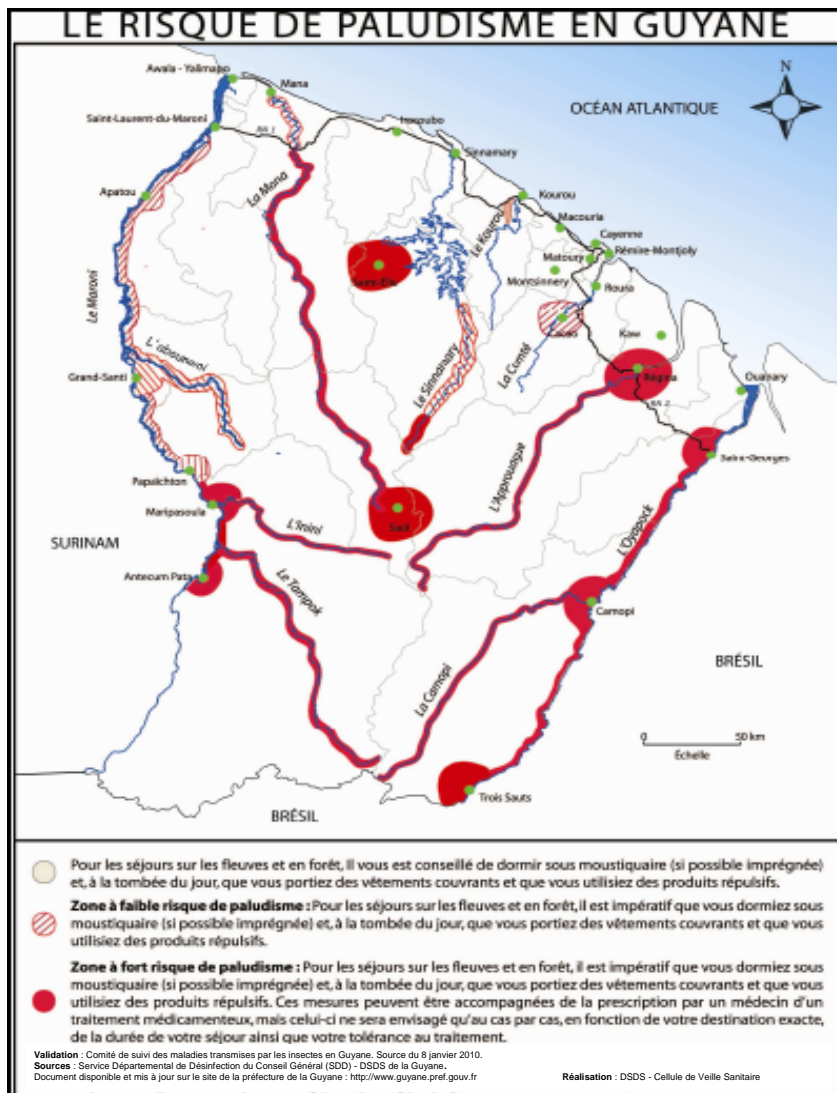 LE RISQUE DE PALUDISME EN GUYANE
Awala - Yalimapo
Mana
N
OCÉAN ATLANTIQUE
Saint-Laurent-du-Maroni
RN 1
Iracoubo
Sinnamary
Apatou
La Mana
Kourou
Le Kourou
Macouria
Cayenne
Rémire-Montjoly
Matoury
Saint-Elie
Montsinnery
Roura
Le Maroni
L'abounami
Cacao
Kaw
La Comté
Le Sinnamary
Grand-Santi
Régina
Ouanary
RN 2
Saint-Georges
Papaïchton
L'Approuague
Maripasoula
Saül
L'Inini
SURINAM
L'Oyapock
Antecum Pata
Le Tampok
Camopi
La Camopi
BRÉSIL
0 50 km
Échelle
Trois Sauts
BRÉSIL
Pour les séjours sur les fleuves et en forêt, Il vous est conseillé de dormir sous moustiquaire (si possible imprégnée)
et, à la tombée du jour, que vous portiez des vêtements couvrants et que vous utilisiez des produits répulsifs.
Zone à faible risque de paludisme : Pour les séjours sur les fleuves et en forêt, il est impératif que vous dormiez sous
moustiquaire (si possible imprégnée) et, à la tombée du jour, que vous portiez des vêtements couvrants et que vous
utilisiez des produits répulsifs.
Zone à fort risque de paludisme : Pour les séjours sur les fleuves et en forêt, il est impératif que vous dormiez sous
moustiquaire (si possible imprégnée) et, à la tombée du jour, que vous portiez des vêtements couvrants et que vous
utilisiez des produits répulsifs. Ces mesures peuvent être accompagnées de la prescription par un médecin d'un
traitement médicamenteux, mais celui-ci ne sera envisagé qu'au cas par cas, en fonction de votre destination exacte,
de la durée de votre séjour ainsi que votre tolérance au traitement.
Validation : Comité de suivi des maladies transmises par les insectes en Guyane. Source du 8 janvier 2010.
Sources : Service Départemental de Désinfection du Conseil Général (SDD) - DSDS de la Guyane.
Document disponible et mis à jour sur le site de la préfecture de la Guyane : http://www.guyane.pref.gouv.fr Réalisation : DSDS - Cellule de Veille Sanitaire